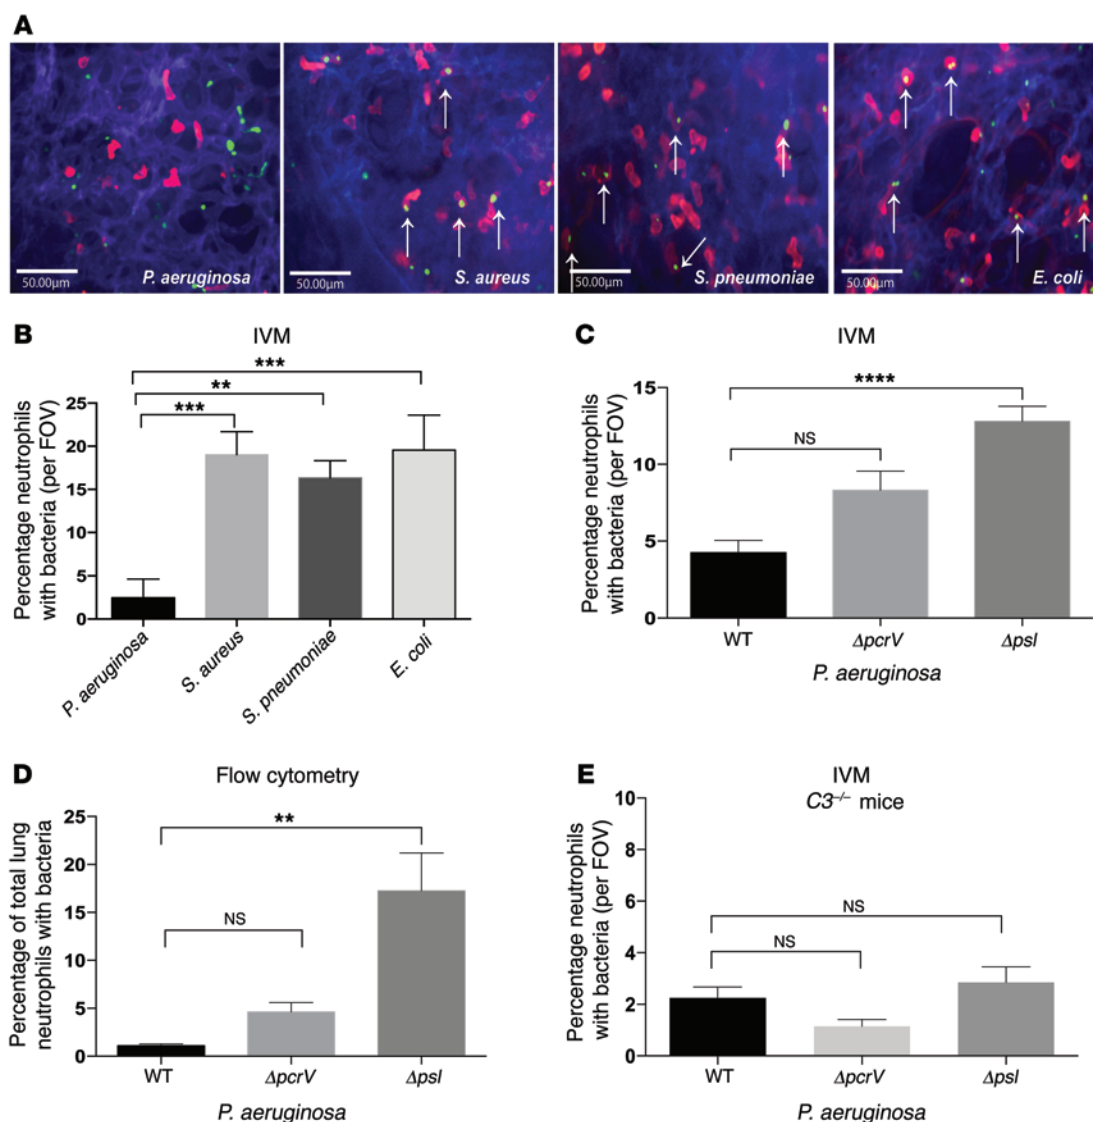 A
50.00µm
P. aeruginosa
50.00µm
S. aureus
50.00µm
S. pneumoniae
50.00µm
E. coli
B
IVM
***
**
***
Percentage neutrophils
with bacteria (per FOV)
25
20
15
10
5
0
P. aeruginosa
S. aureus
S. pneumoniae
E. coli
C
IVM
****
NS
Percentage neutrophils
with bacteria (per FOV)
15
10
5
0
WT
ΔpcrV
Δpsl
P. aeruginosa
D
Flow cytometry
**
NS
Percentage of total lung
neutrophils with bacteria
25
20
15
10
5
0
WT
ΔpcrV
Δpsl
P. aeruginosa
E
IVM
C3–/– mice
NS
NS
Percentage neutrophils
with bacteria (per FOV)
10
8
6
4
2
0
WT
ΔpcrV
Δpsl
P. aeruginosa